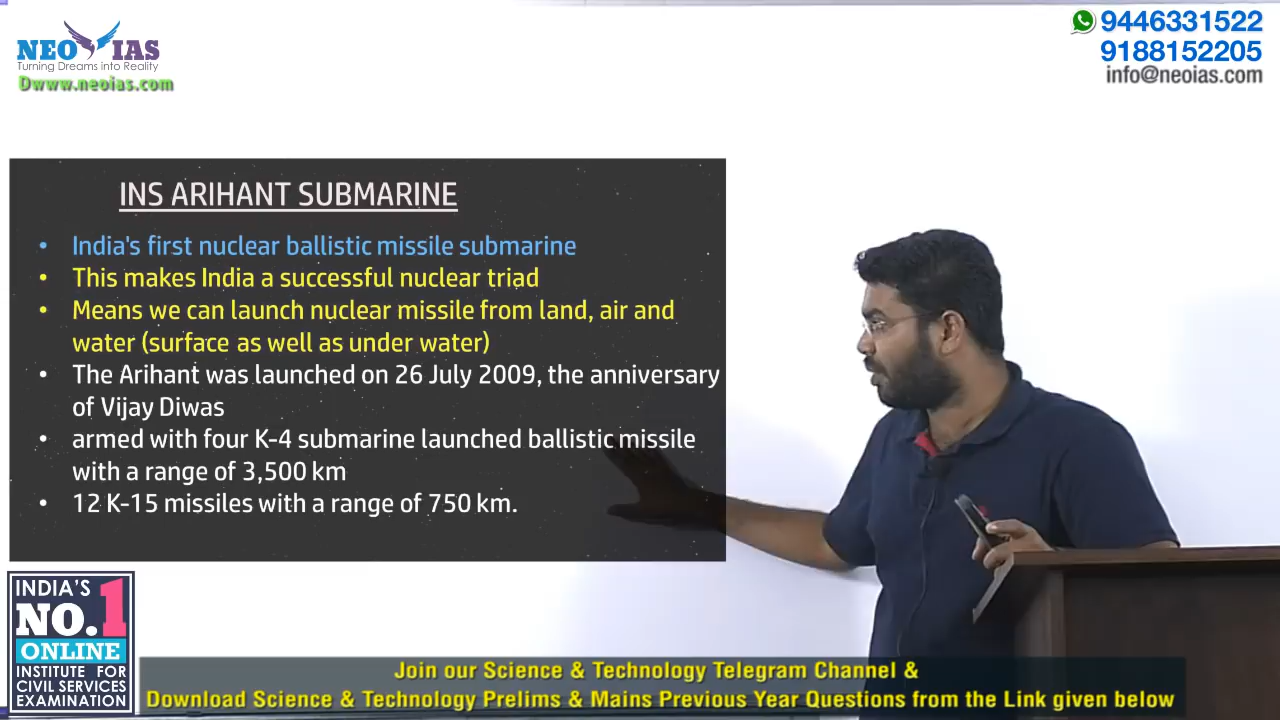 NEO IAS
Turning Dreams into Reality
Dwww.neoias.com
9446331522
9188152205
info@neoias.com
INS ARIHANT SUBMARINE
• India's first nuclear ballistic missile submarine
• This makes India a successful nuclear triad
• Means we can launch nuclear missile from land, air and
water (surface as well as under water)
• The Arihant was launched on 26 July 2009, the anniversary
of Vijay Diwas
• armed with four K-4 submarine launched ballistic missile
with a range of 3,500 km
• 12 K-15 missiles with a range of 750 km.
INDIA'S
NO.1
ONLINE
INSTITUTE FOR
CIVIL SERVICES
EXAMINATION
Join our Science & Technology Telegram Channel &
Download Science & Technology Prelims & Mains Previous Year Questions from the Link given below